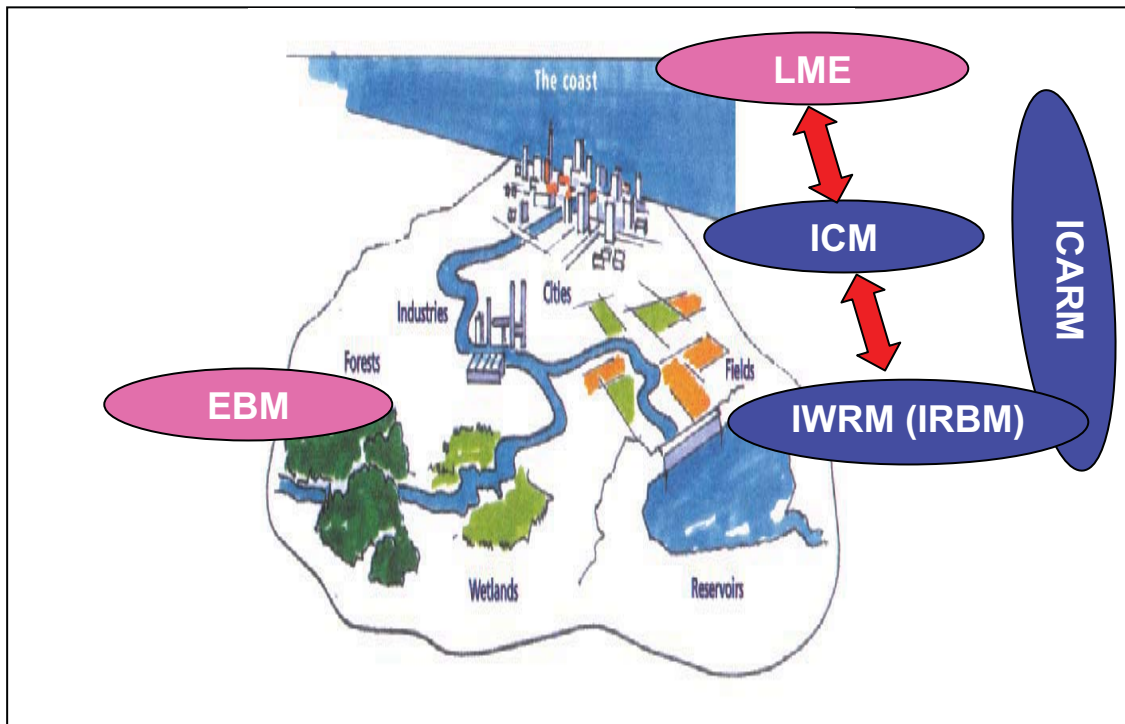 LME
The coast
ICM
ICARM
Cities
Industries
Forests
Fields
EBM
IWRM (IRBM)
Wetlands
Reservoirs